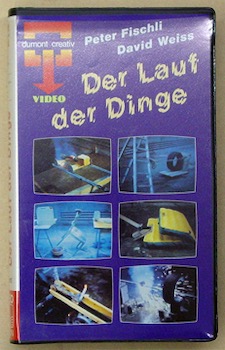 dumont creativ
VIDEO
Peter Fischli
David Weiss
Der Lauf
der Dinge
Der Lauf der Dinge